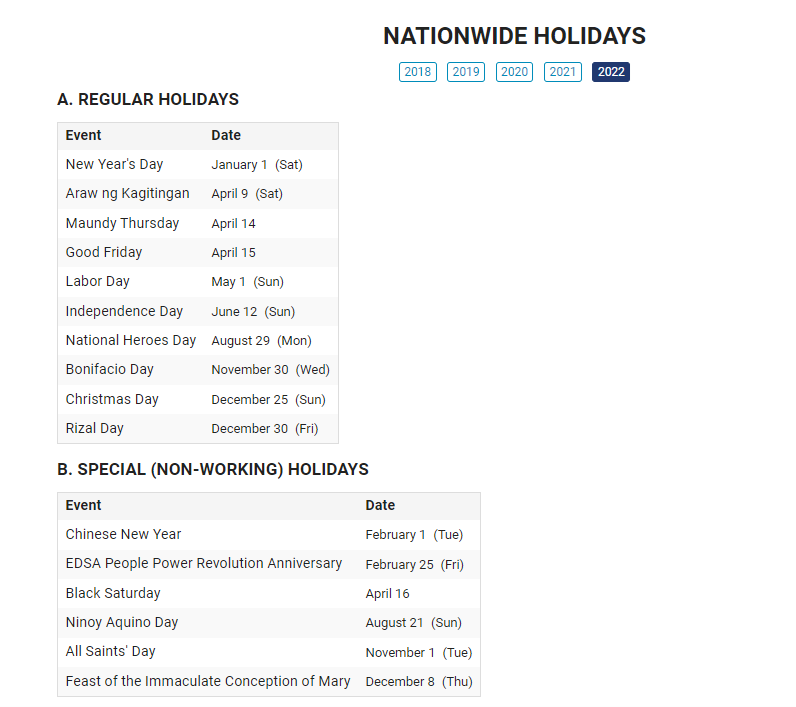 NATIONWIDE HOLIDAYS
2018 2019 2020 2021 2022
A. REGULAR HOLIDAYS
Event Date
New Year's Day January 1 (Sat)
Araw ng Kagitingan April 9 (Sat)
Maundy Thursday April 14
Good Friday April 15
Labor Day May 1 (Sun)
Independence Day June 12 (Sun)
National Heroes Day August 29 (Mon)
Bonifacio Day November 30 (Wed)
Christmas Day December 25 (Sun)
Rizal Day December 30 (Fri)
B. SPECIAL (NON-WORKING) HOLIDAYS
Event Date
Chinese New Year February 1 (Tue)
EDSA People Power Revolution Anniversary February 25 (Fri)
Black Saturday April 16
Ninoy Aquino Day August 21 (Sun)
All Saints' Day November 1 (Tue)
Feast of the Immaculate Conception of Mary December 8 (Thu)